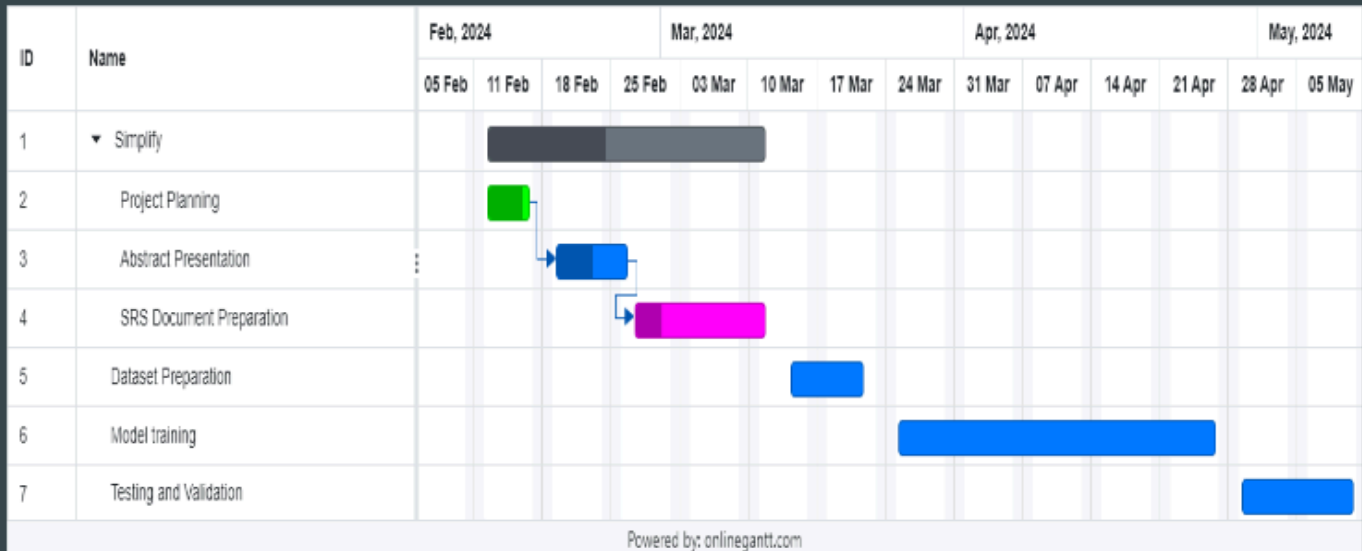 ID
Name
Feb, 2024
Mar, 2024
Apr, 2024
May, 2024
05 Feb
11 Feb
18 Feb
25 Feb
03 Mar
10 Mar
17 Mar
24 Mar
31 Mar
07 Apr
14 Apr
21 Apr
28 Apr
05 May
1
Simplify
2
Project Planning
3
Abstract Presentation
4
SRS Document Preparation
5
Dataset Preparation
6
Model training
7
Testing and Validation
Powered by: onlinegantt.com